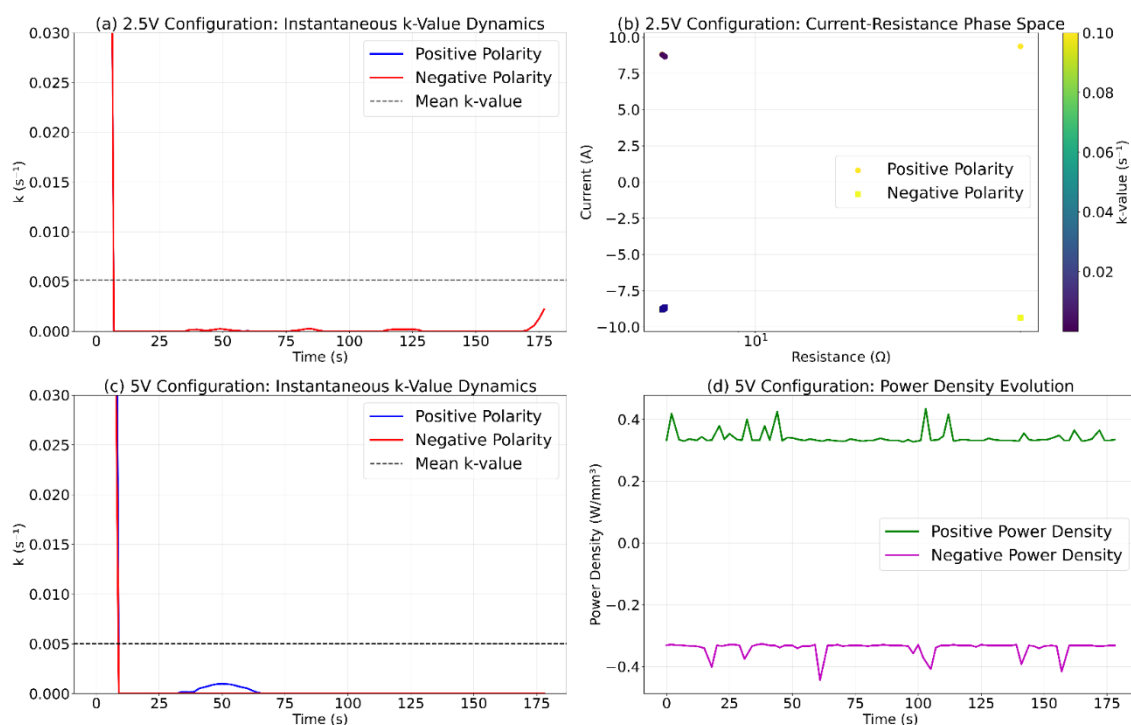 (a) 2.5V Configuration: Instantaneous k-Value Dynamics
0.030
0.025
0.020
0.015
0.010
0.005
0.000
k (s⁻¹)
Positive Polarity
Negative Polarity
Mean k-value
0 25 50 75 100 125 150 175
Time (s)
(b) 2.5V Configuration: Current-Resistance Phase Space
10.0
7.5
5.0
2.5
0.0
−2.5
−5.0
−7.5
−10.0
Current (A)
Positive Polarity
Negative Polarity
10¹
Resistance (Ω)
0.10
0.08
0.06
0.04
0.02
k-value (s⁻¹)
(c) 5V Configuration: Instantaneous k-Value Dynamics
0.030
0.025
0.020
0.015
0.010
0.005
0.000
k (s⁻¹)
Positive Polarity
Negative Polarity
Mean k-value
0 25 50 75 100 125 150 175
Time (s)
(d) 5V Configuration: Power Density Evolution
0.4
0.2
0.0
−0.2
−0.4
Power Density (W/mm³)
Positive Power Density
Negative Power Density
0 25 50 75 100 125 150 175
Time (s)